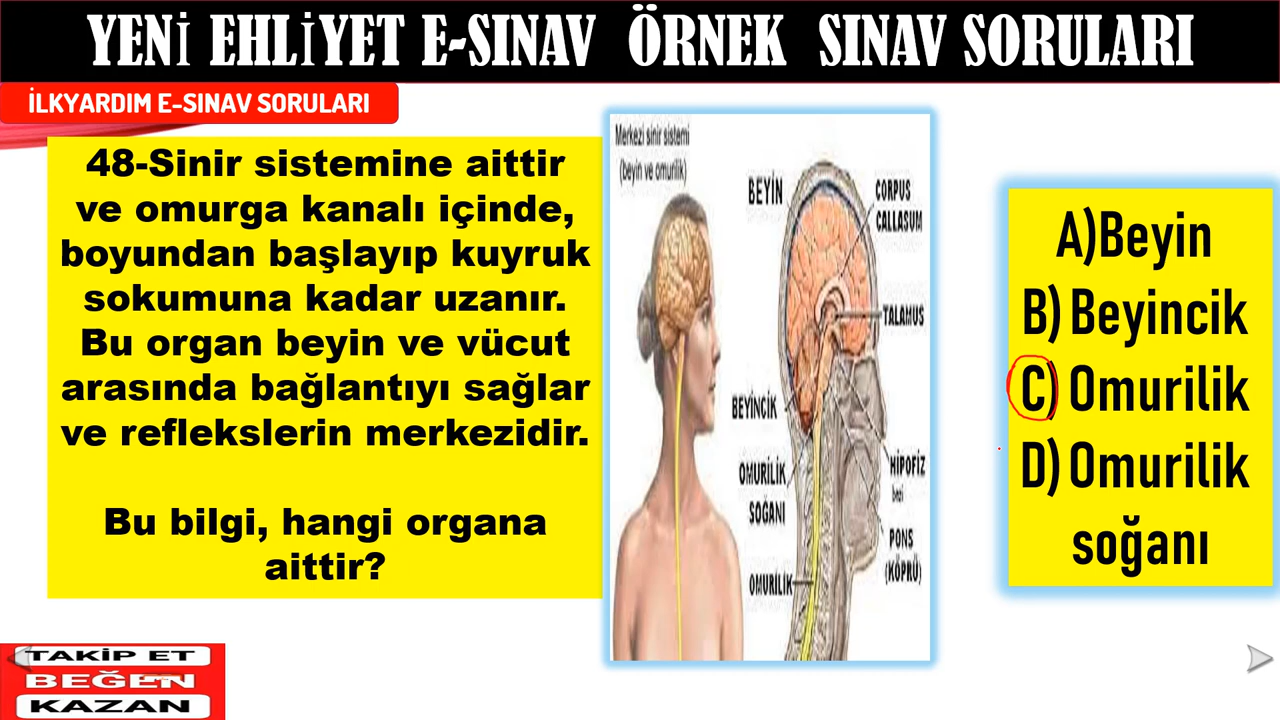 YENİ EHLİYET E-SINAV ÖRNEK SINAV SORULARI
İLKYARDIM E-SINAV SORULARI
48-Sinir sistemine aittir
ve omurga kanalı içinde,
boyundan başlayıp kuyruk
sokumuna kadar uzanır.
Bu organ beyin ve vücut
arasında bağlantıyı sağlar
ve reflekslerin merkezidir.
Bu bilgi, hangi organa
aittir?
Merkezi sinir sistemi
(beyin ve omurilik)
BEYİN
CORPUS
CALLASUM
TALAMUS
BEYİNCİK
OMURİLİK
SOĞANI
HİPOFİZ
bezi
PONS
(KÖPRÜ)
OMURİLİK
A)Beyin
B) Beyincik
C) Omurilik
D) Omurilik
soğanı
TAKİP ET
BEĞEN
KAZAN